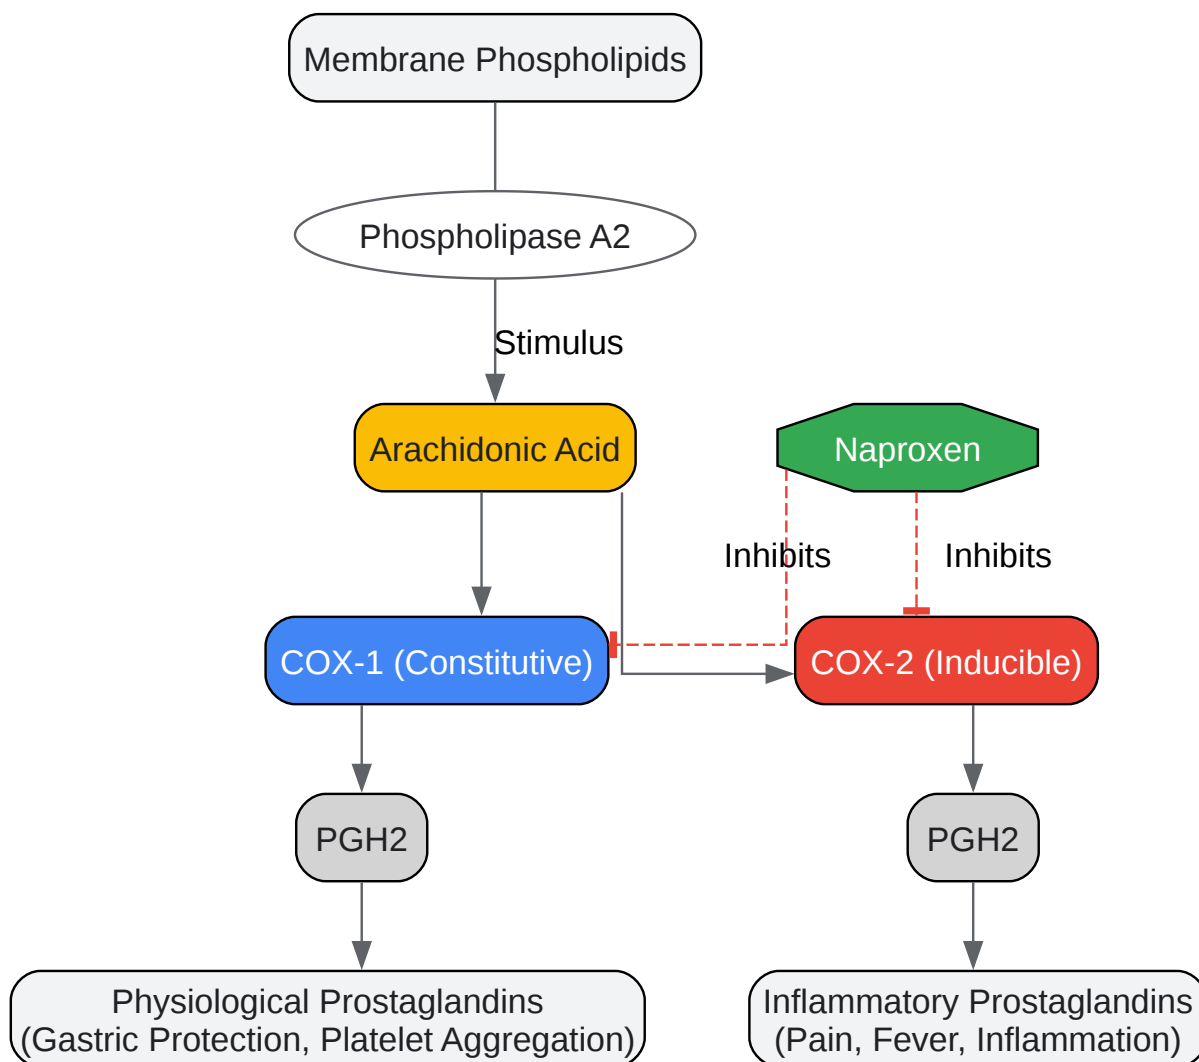 Membrane Phospholipids
Phospholipase A2
Stimulus
Arachidonic Acid
Naproxen
Inhibits
Inhibits
COX-1 (Constitutive)
COX-2 (Inducible)
PGH2
PGH2
Physiological Prostaglandins
(Gastric Protection, Platelet Aggregation)
Inflammatory Prostaglandins
(Pain, Fever, Inflammation)